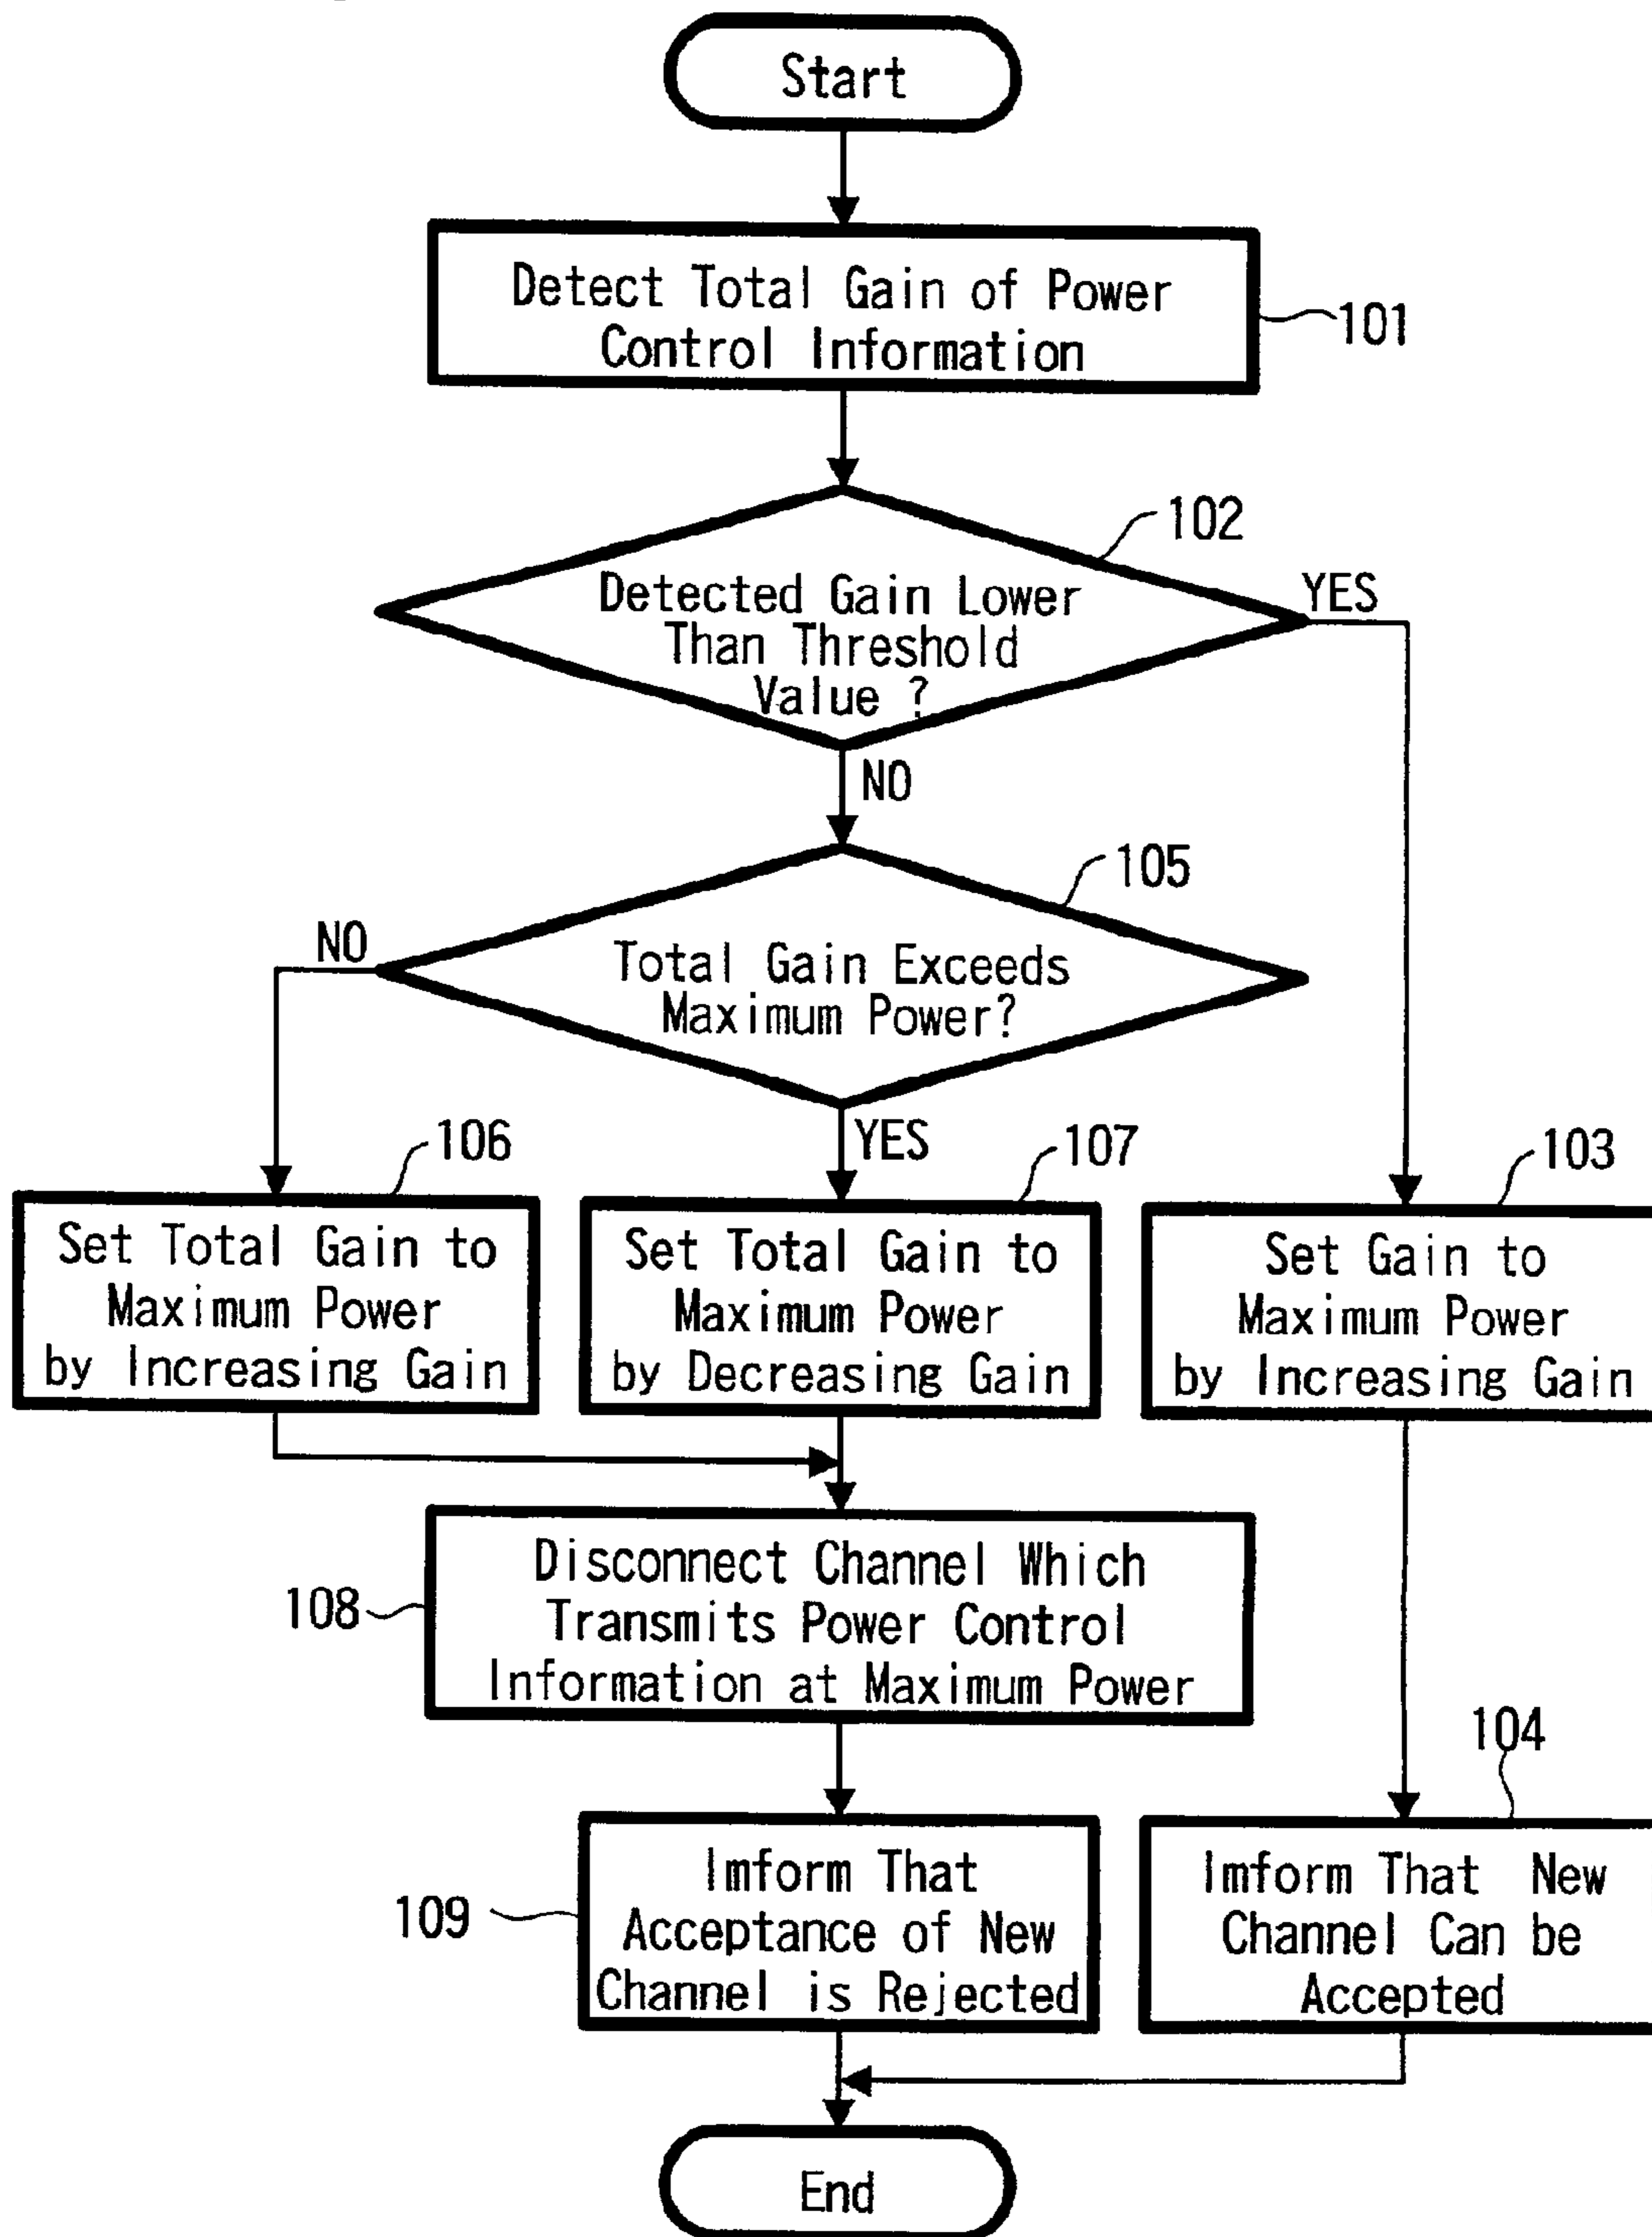 Start
Detect Total Gain of Power
Control Information
101
102
Detected Gain Lower
Than Threshold
Value ?
YES
NO
105
NO
Total Gain Exceeds
Maximum Power?
YES
106
107
103
Set Total Gain to
Maximum Power
by Increasing Gain
Set Total Gain to
Maximum Power
by Decreasing Gain
Set Gain to
Maximum Power
by Increasing Gain
108
Disconnect Channel Which
Transmits Power Control
Information at Maximum Power
104
109
Imform That
Acceptance of New
Channel is Rejected
Imform That New
Channel Can be
Accepted
End